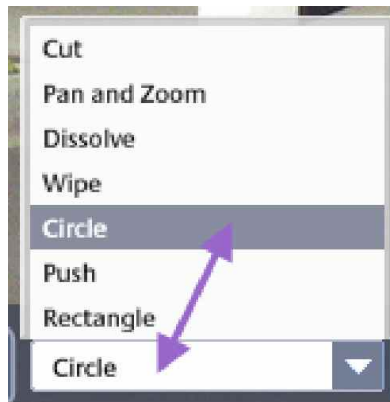 Cut
Pan and Zoom
Dissolve
Wipe
Circle
Push
Rectangle
Circle